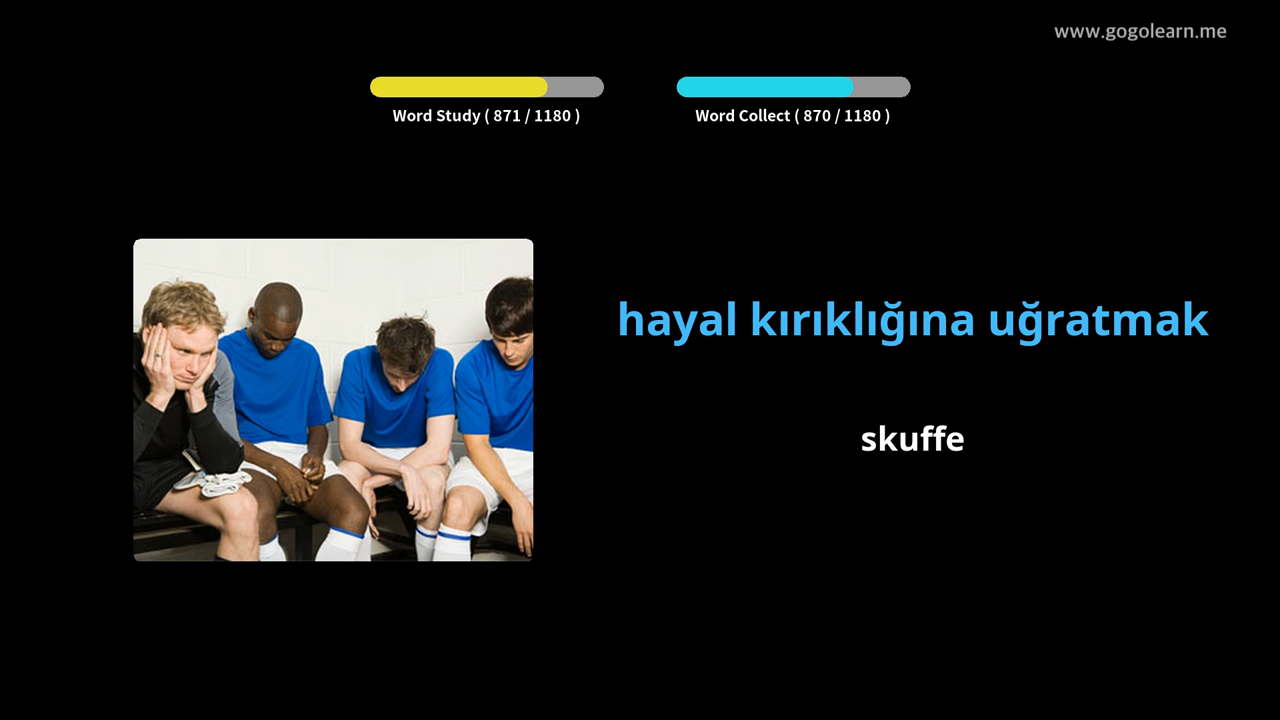 www.gogolearn.me
Word Study ( 871 / 1180 )
Word Collect ( 870 / 1180 )
hayal kırıklığına uğratmak
skuffe